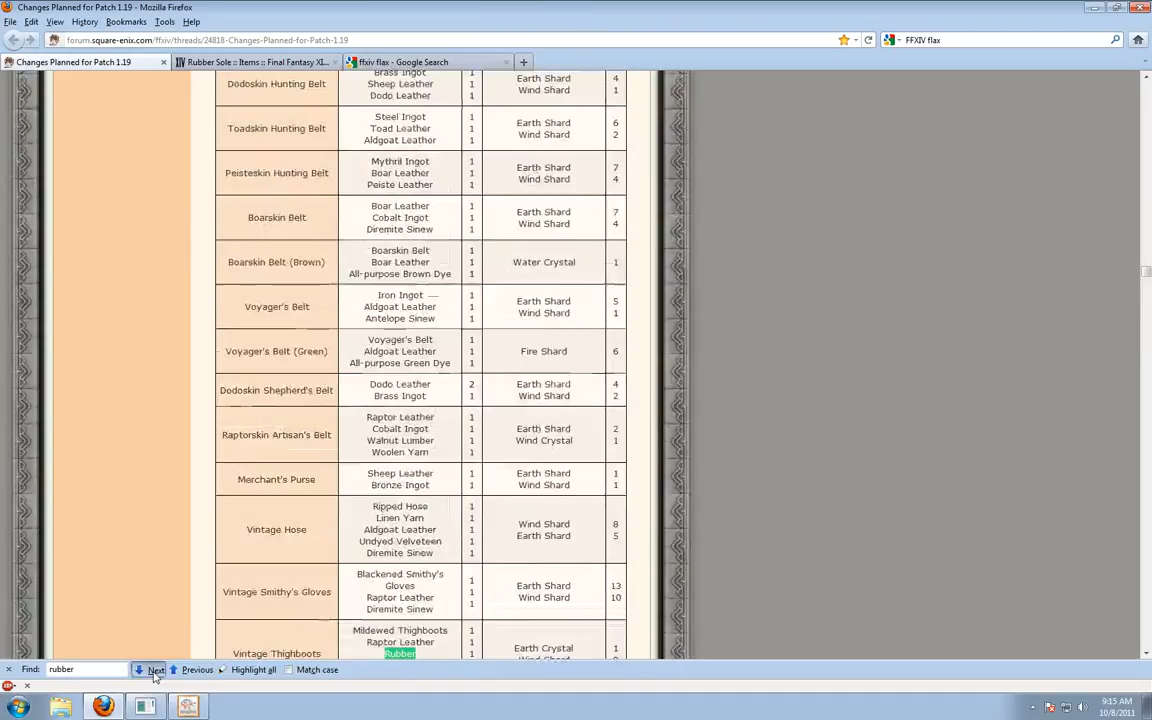 Changes Planned for Patch 1.19 - Mozilla Firefox
File Edit View History Bookmarks Tools Help
forum.square-enix.com/ffxiv/threads/24818-Changes-Planned-for-Patch-1.19
FFXIV flax
Changes Planned for Patch 1.19
Rubber Sole :: Items :: Final Fantasy XI...
ffxiv flax - Google Search
Dodoskin Hunting Belt
Brass Ingot 1
Sheep Leather 1
Dodo Leather 1
Earth Shard 4
Wind Shard 1
Toadskin Hunting Belt
Steel Ingot 1
Toad Leather 1
Aldgoat Leather 1
Earth Shard 6
Wind Shard 2
Peisteskin Hunting Belt
Mythril Ingot 1
Boar Leather 1
Peiste Leather 1
Earth Shard 7
Wind Shard 4
Boarskin Belt
Boar Leather 1
Cobalt Ingot 1
Diremite Sinew 1
Earth Shard 7
Wind Shard 4
Boarskin Belt (Brown)
Boarskin Belt 1
Boar Leather 1
All-purpose Brown Dye 1
Water Crystal 1
Voyager's Belt
Iron Ingot 1
Aldgoat Leather 1
Antelope Sinew 1
Earth Shard 5
Wind Shard 1
Voyager's Belt (Green)
Voyager's Belt 1
Aldgoat Leather 1
All-purpose Green Dye 1
Fire Shard 6
Dodoskin Shepherd's Belt
Dodo Leather 2
Brass Ingot 1
Earth Shard 4
Wind Shard 2
Raptorskin Artisan's Belt
Raptor Leather 1
Cobalt Ingot 1
Walnut Lumber 1
Woolen Yarn 1
Earth Shard 2
Wind Crystal 1
Merchant's Purse
Sheep Leather 1
Bronze Ingot 1
Earth Shard 1
Wind Shard 1
Vintage Hose
Ripped Hose 1
Linen Yarn 1
Aldgoat Leather 1
Undyed Velveteen 1
Diremite Sinew 1
Wind Shard 8
Earth Shard 5
Vintage Smithy's Gloves
Blackened Smithy's
Gloves 1
Raptor Leather 1
Diremite Sinew 1
Earth Shard 13
Wind Shard 10
Vintage Thighboots
Mildewed Thighboots 1
Raptor Leather 1
Rubber 1
Earth Crystal 1
Find: rubber Next Previous Highlight all Match case
9:15 AM
10/8/2011